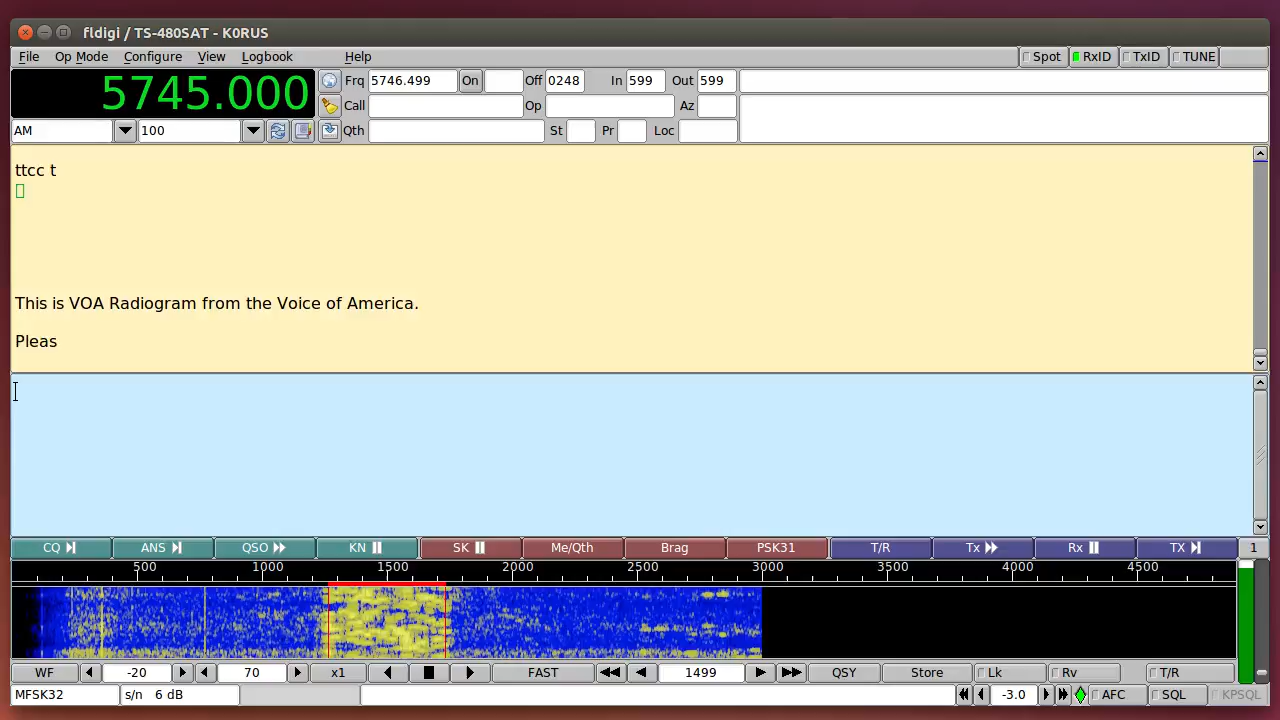 fldigi / TS-480SAT - K0RUS
File Op Mode Configure View Logbook Help Spot RxID TxID TUNE
5745.000 Frq 5746.499 On Off 0248 In 599 Out 599
Call Op Az
AM 100 Qth St Pr Loc
ttcc t
This is VOA Radiogram from the Voice of America.
Pleas
CQ ANS QSO KN SK Me/Qth Brag PSK31 T/R Tx Rx TX 1
500 1000 1500 2000 2500 3000 3500 4000 4500
WF -20 70 x1 FAST 1499 QSY Store Lk Rv T/R
MFSK32 s/n 6 dB -3.0 AFC SQL KPSQL